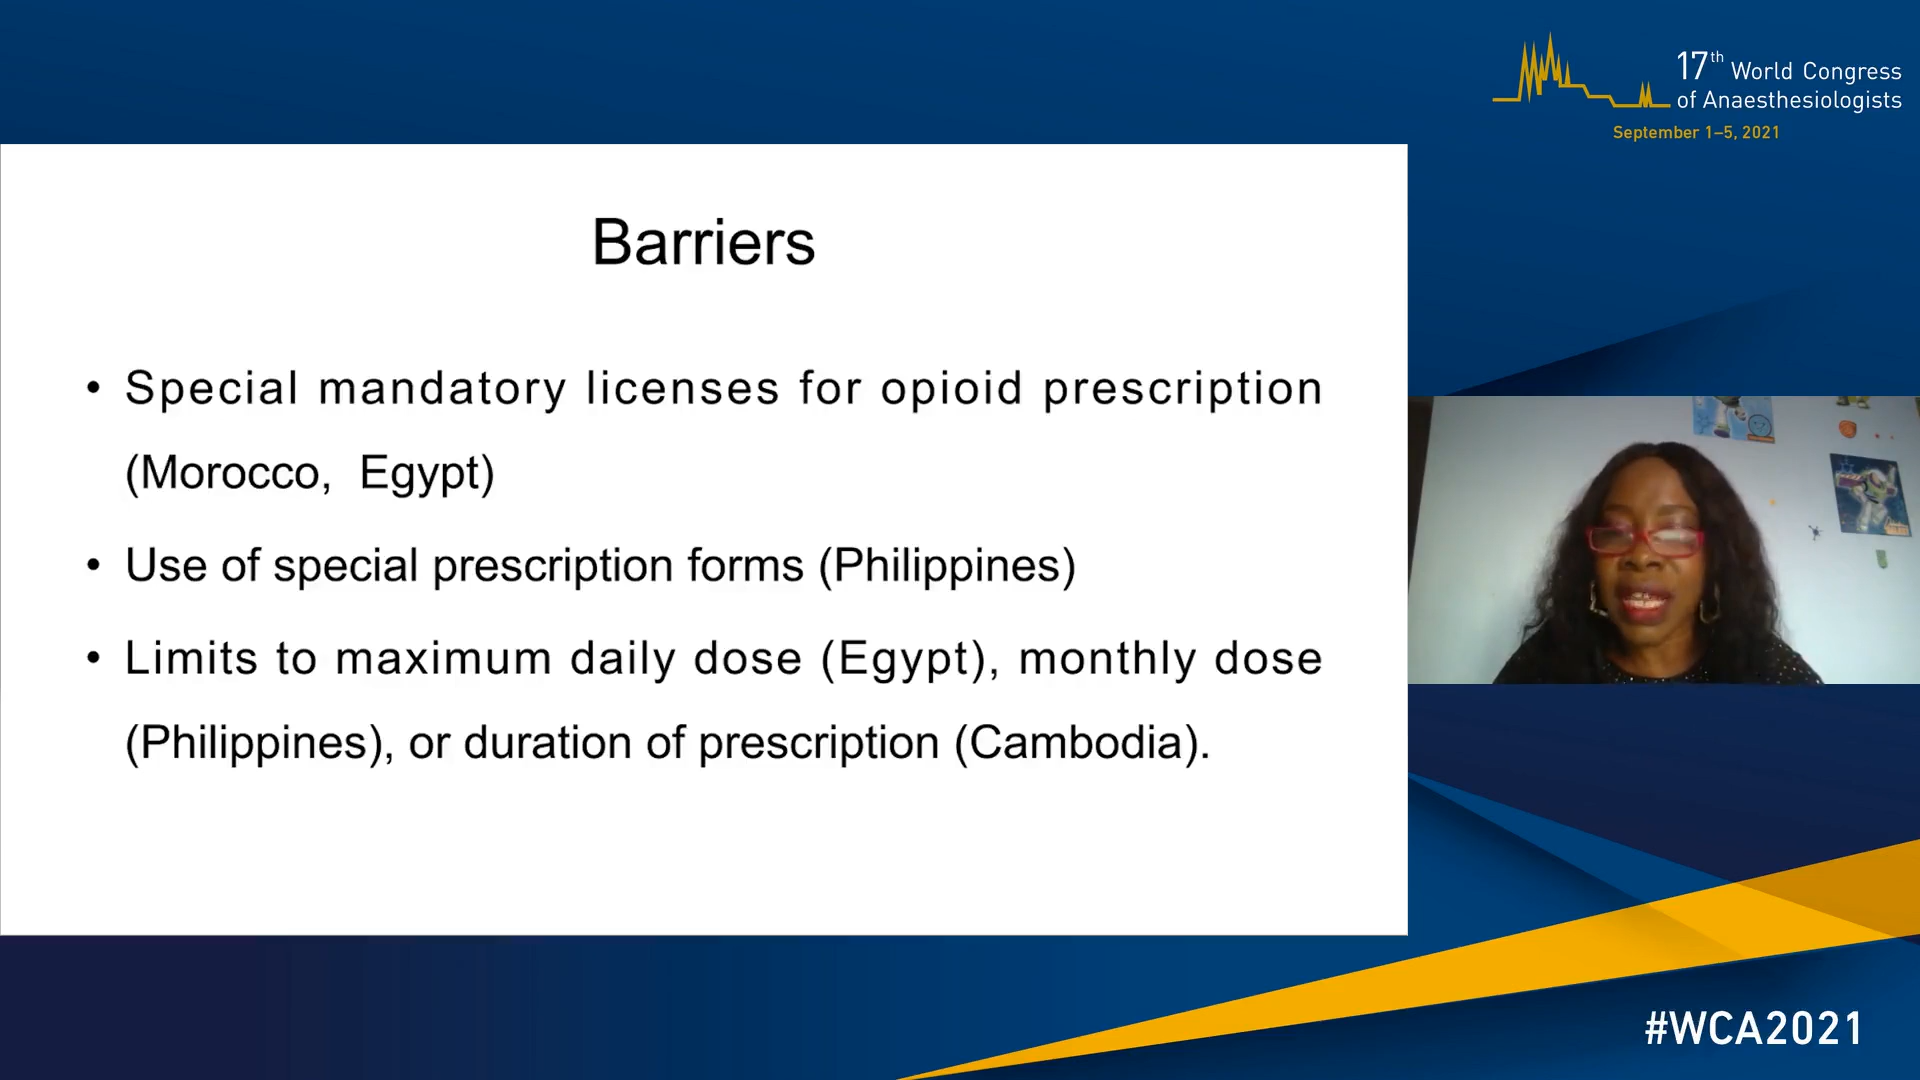 17th World Congress
of Anaesthesiologists
September 1–5, 2021
Barriers
• Special mandatory licenses for opioid prescription
(Morocco, Egypt)
• Use of special prescription forms (Philippines)
• Limits to maximum daily dose (Egypt), monthly dose
(Philippines), or duration of prescription (Cambodia).
#WCA2021